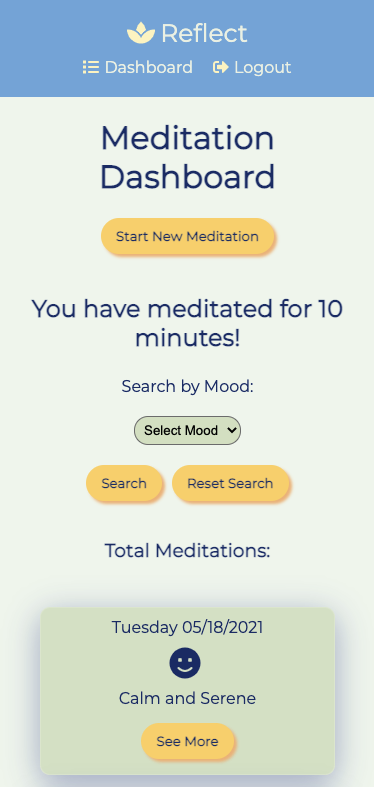 Reflect
Dashboard Logout
Meditation
Dashboard
Start New Meditation
You have meditated for 10
minutes!
Search by Mood:
Select Mood
Search Reset Search
Total Meditations:
Tuesday 05/18/2021
Calm and Serene
See More